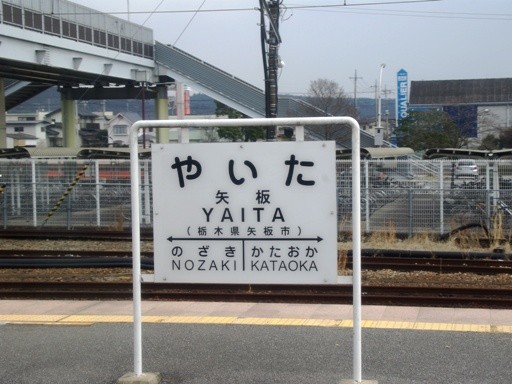 やいた
矢板
YAITA
(栃木県矢板市)
のざき かたおか
NOZAKI KATAOKA
QUALIER